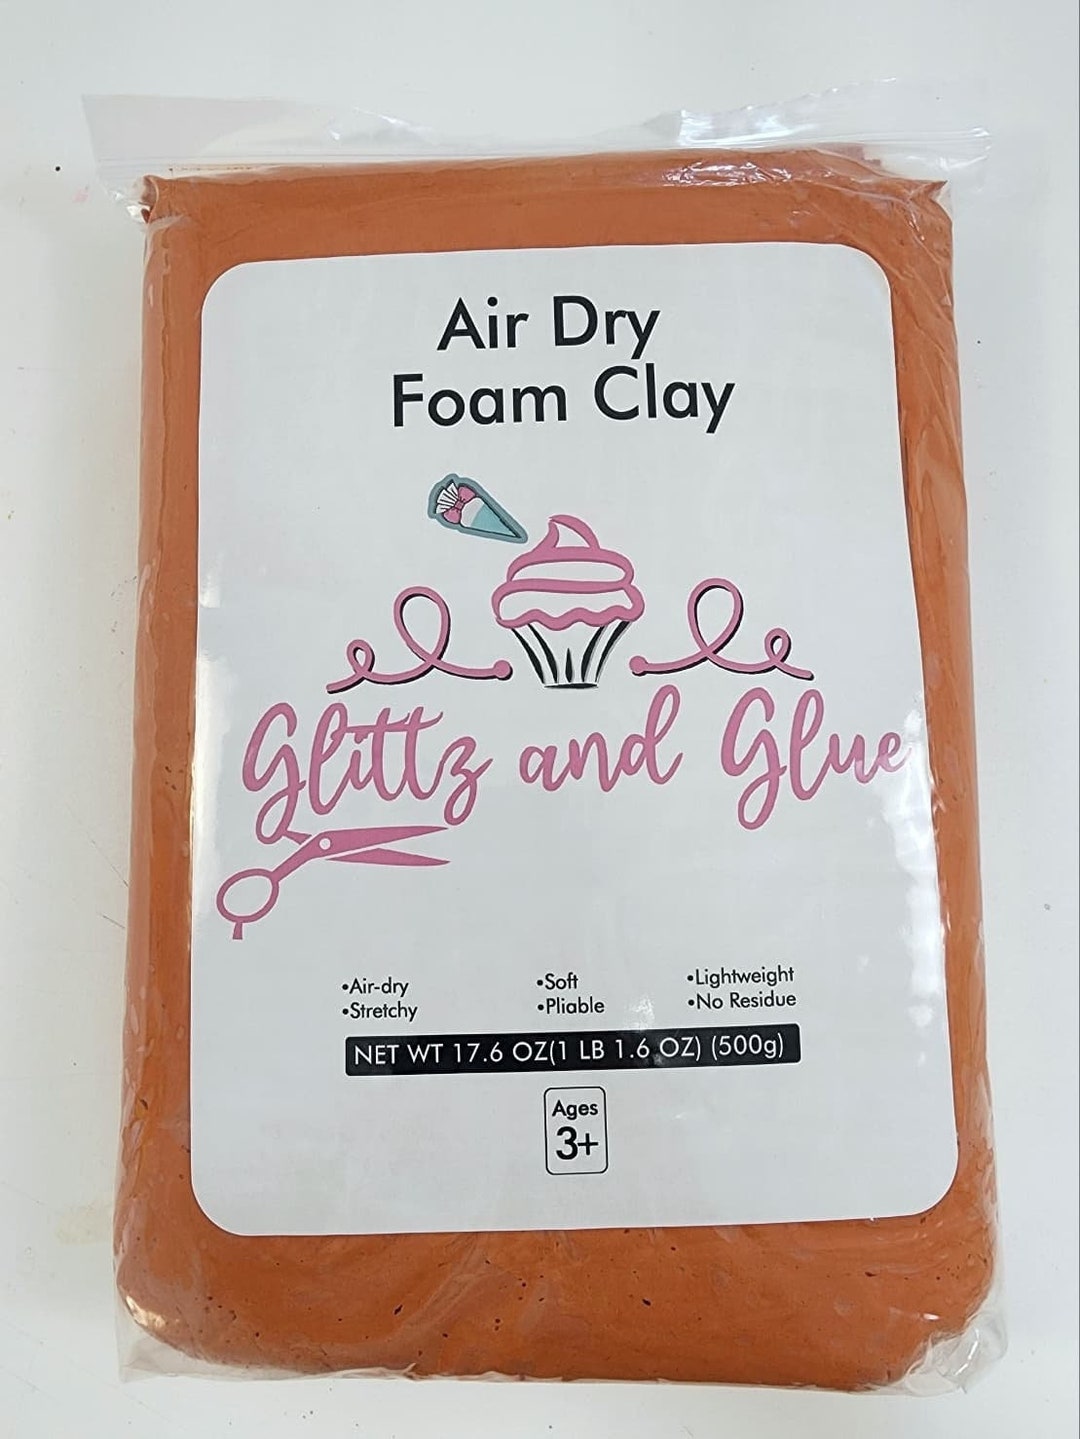 Air Dry
Foam Clay
Glittz and Glue
•Air-dry
•Stretchy
•Soft
•Pliable
•Lightweight
•No Residue
NET WT 17.6 OZ(1 LB 1.6 OZ) (500g)
Ages
3+